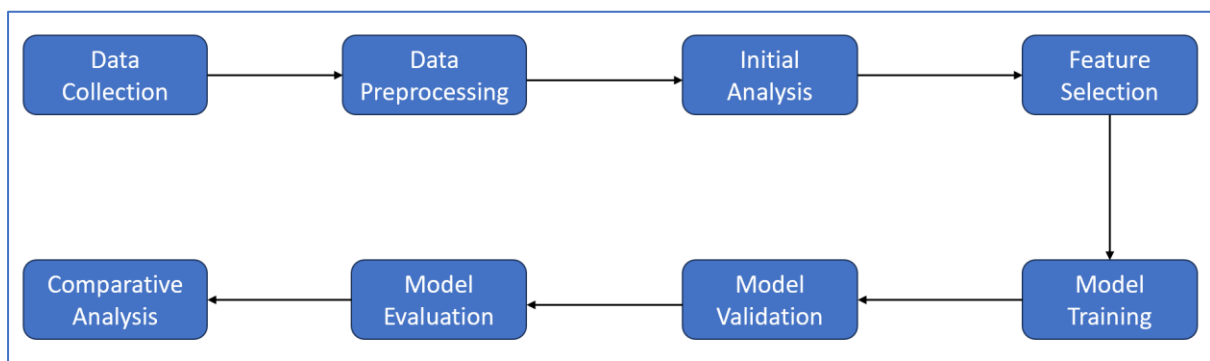 Data
Collection
Data
Preprocessing
Initial
Analysis
Feature
Selection
Comparative
Analysis
Model
Evaluation
Model
Validation
Model
Training